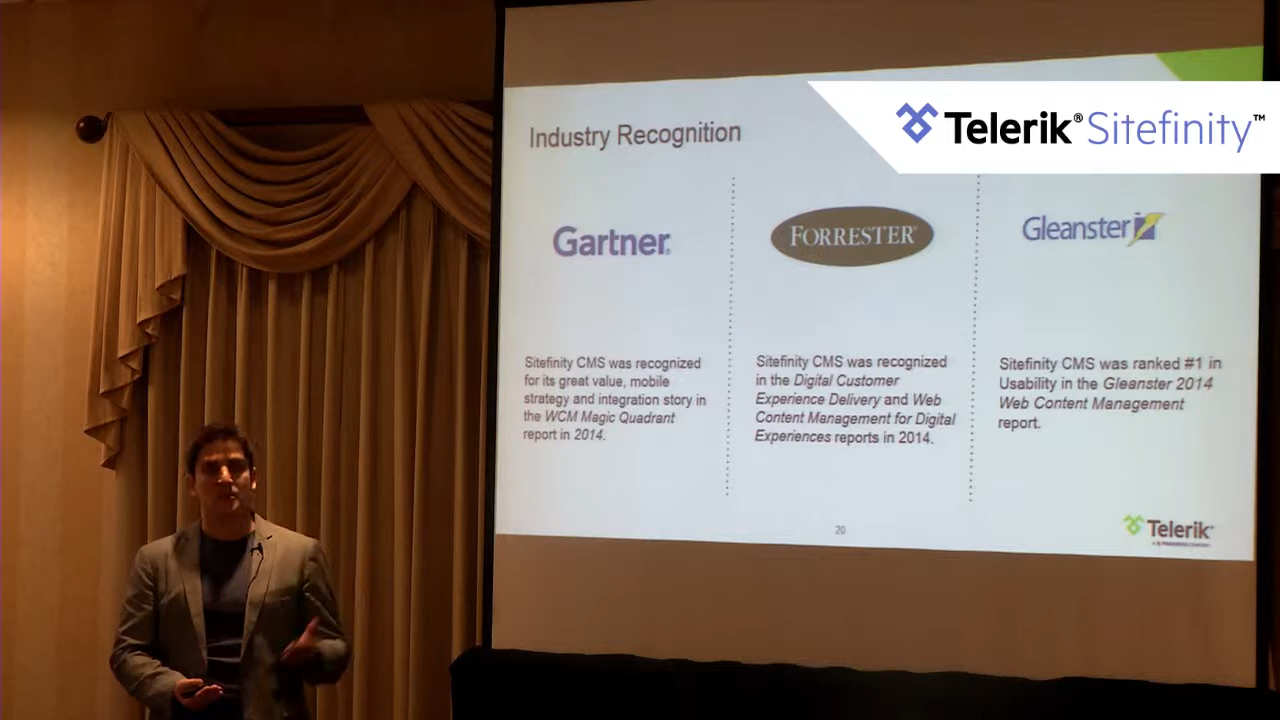 Telerik® Sitefinity™
Industry Recognition
Gartner®
Sitefinity CMS was recognized
for its great value, mobile
strategy and integration story in
the WCM Magic Quadrant
report in 2014.
FORRESTER®
Sitefinity CMS was recognized
in the Digital Customer
Experience Delivery and Web
Content Management for Digital
Experiences reports in 2014.
Gleanster
Sitefinity CMS was ranked #1 in
Usability in the Gleanster 2014
Web Content Management
report.
20
Telerik